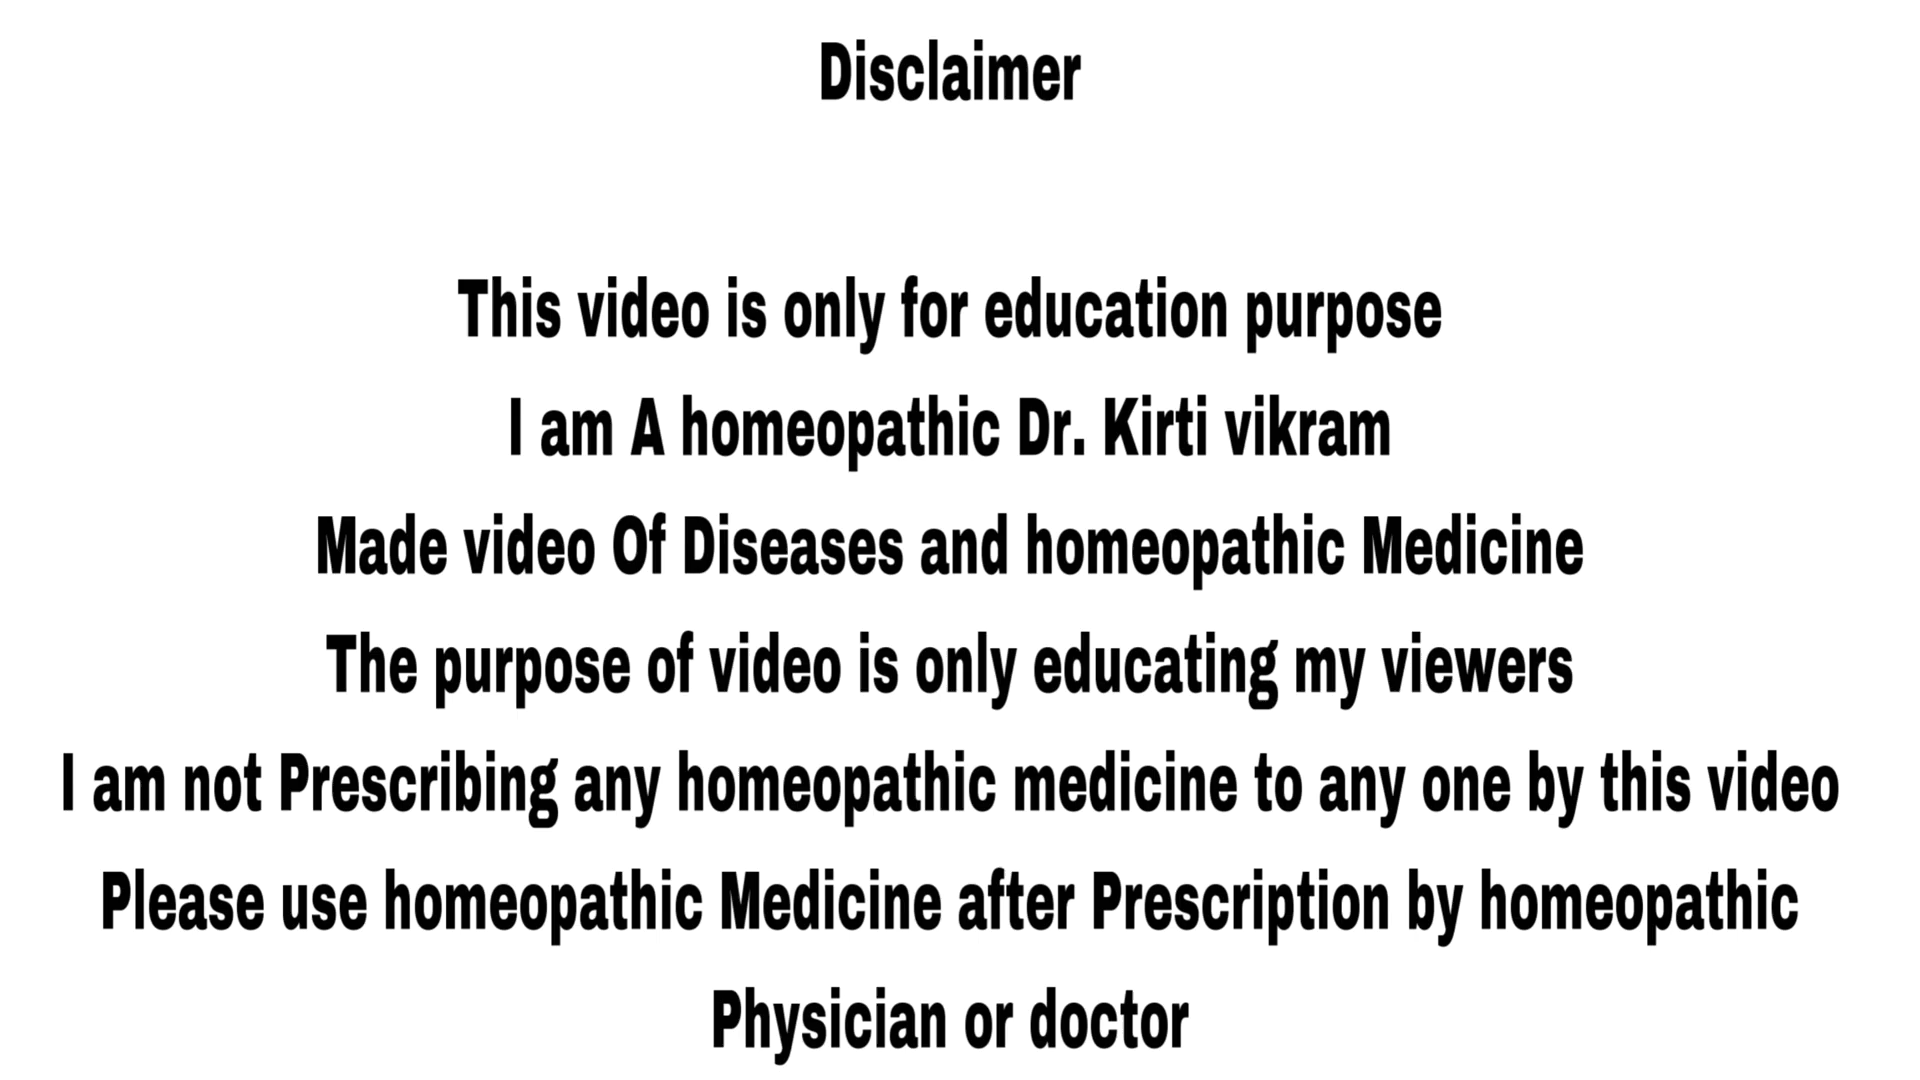 Disclaimer
This video is only for education purpose
I am A homeopathic Dr. Kirti vikram
Made video Of Diseases and homeopathic Medicine
The purpose of video is only educating my viewers
I am not Prescribing any homeopathic medicine to any one by this video
Please use homeopathic Medicine after Prescription by homeopathic
Physician or doctor